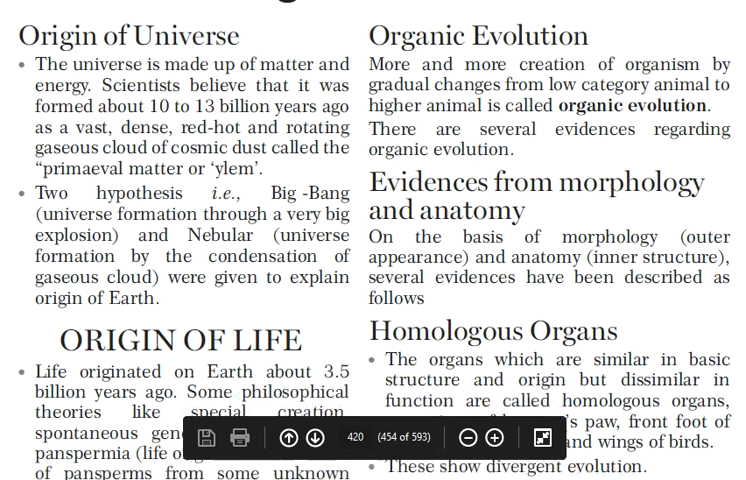 Origin of Universe
• The universe is made up of matter and
energy. Scientists believe that it was
formed about 10 to 13 billion years ago
as a vast, dense, red-hot and rotating
gaseous cloud of cosmic dust called the
“primaeval matter or ‘ylem’.
• Two hypothesis i.e., Big -Bang
(universe formation through a very big
explosion) and Nebular (universe
formation by the condensation of
gaseous cloud) were given to explain
origin of Earth.
ORIGIN OF LIFE
• Life originated on Earth about 3.5
billion years ago. Some philosophical
theories like special creation,
spontaneous
panspermia (life
of pansperms from some unknown
Organic Evolution
More and more creation of organism by
gradual changes from low category animal to
higher animal is called organic evolution.
There are several evidences regarding
organic evolution.
Evidences from morphology
and anatomy
On the basis of morphology (outer
appearance) and anatomy (inner structure),
several evidences have been described as
follows
Homologous Organs
• The organs which are similar in basic
structure and origin but dissimilar in
function are called homologous organs,
paw, front foot of
and wings of birds.
• These show divergent evolution.
420 (454 of 593)